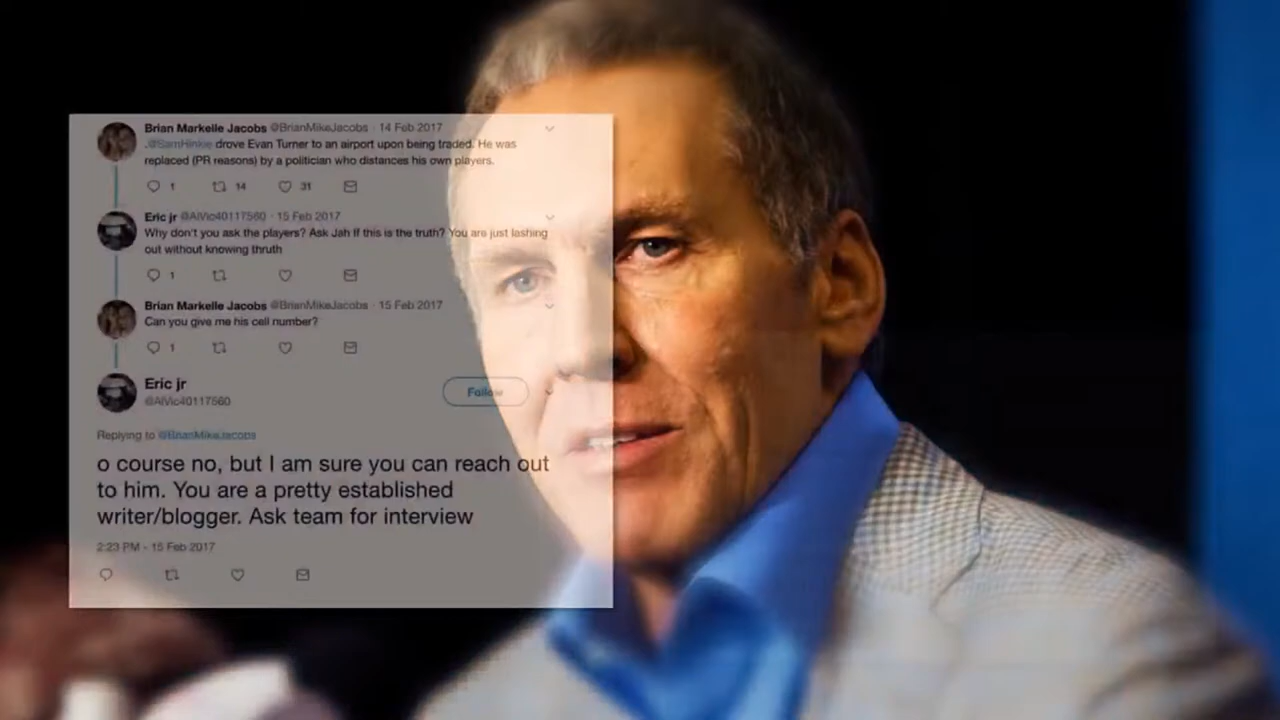 Brian Markelle Jacobs @BrianMikeJacobs · 14 Feb 2017
.@SamHinkie drove Evan Turner to an airport upon being traded. He was
replaced (PR reasons) by a politician who distances his own players.
1 14 31
Eric jr @AlVic40117560 · 15 Feb 2017
Why don't you ask the players? Ask Jah if this is the truth? You are just lashing
out without knowing thruth
1
Brian Markelle Jacobs @BrianMikeJacobs · 15 Feb 2017
Can you give me his cell number?
1
Eric jr
@AlVic40117560
Follow
Replying to @BrianMikeJacobs
o course no, but I am sure you can reach out
to him. You are a pretty established
writer/blogger. Ask team for interview
2:23 PM - 15 Feb 2017